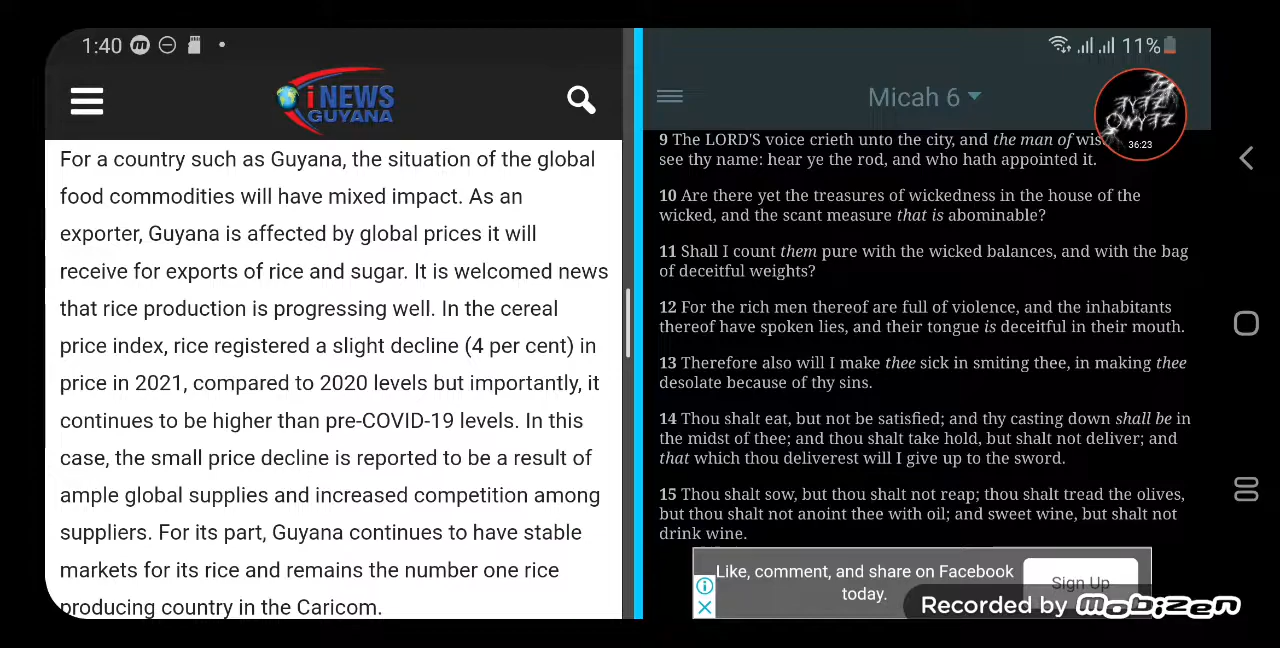 1:40
11%
i NEWS
GUYANA
For a country such as Guyana, the situation of the global
food commodities will have mixed impact. As an
exporter, Guyana is affected by global prices it will
receive for exports of rice and sugar. It is welcomed news
that rice production is progressing well. In the cereal
price index, rice registered a slight decline (4 per cent) in
price in 2021, compared to 2020 levels but importantly, it
continues to be higher than pre-COVID-19 levels. In this
case, the small price decline is reported to be a result of
ample global supplies and increased competition among
suppliers. For its part, Guyana continues to have stable
markets for its rice and remains the number one rice
producing country in the Caricom.
Micah 6
36:23
9 The LORD'S voice crieth unto the city, and the man of
see thy name: hear ye the rod, and who hath appointed it.
10 Are there yet the treasures of wickedness in the house of the
wicked, and the scant measure that is abominable?
11 Shall I count them pure with the wicked balances, and with the bag
of deceitful weights?
12 For the rich men thereof are full of violence, and the inhabitants
thereof have spoken lies, and their tongue is deceitful in their mouth.
13 Therefore also will I make thee sick in smiting thee, in making thee
desolate because of thy sins.
14 Thou shalt eat, but not be satisfied; and thy casting down shall be in
the midst of thee; and thou shalt take hold, but shalt not deliver; and
that which thou deliverest will I give up to the sword.
15 Thou shalt sow, but thou shalt not reap; thou shalt tread the olives,
but thou shalt not anoint thee with oil; and sweet wine, but shalt not
drink wine.
Like, comment, and share on Facebook
today.
Sign Up
Recorded by mobizen